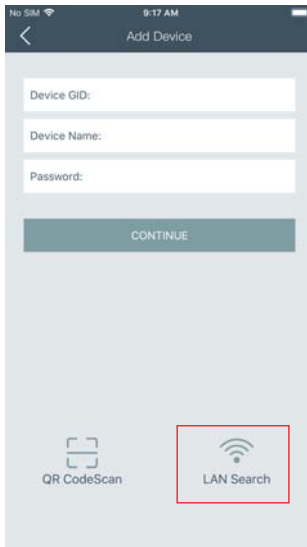 No SIM 9:17 AM
Add Device
Device GID:
Device Name:
Password:
CONTINUE
QR CodeScan LAN Search